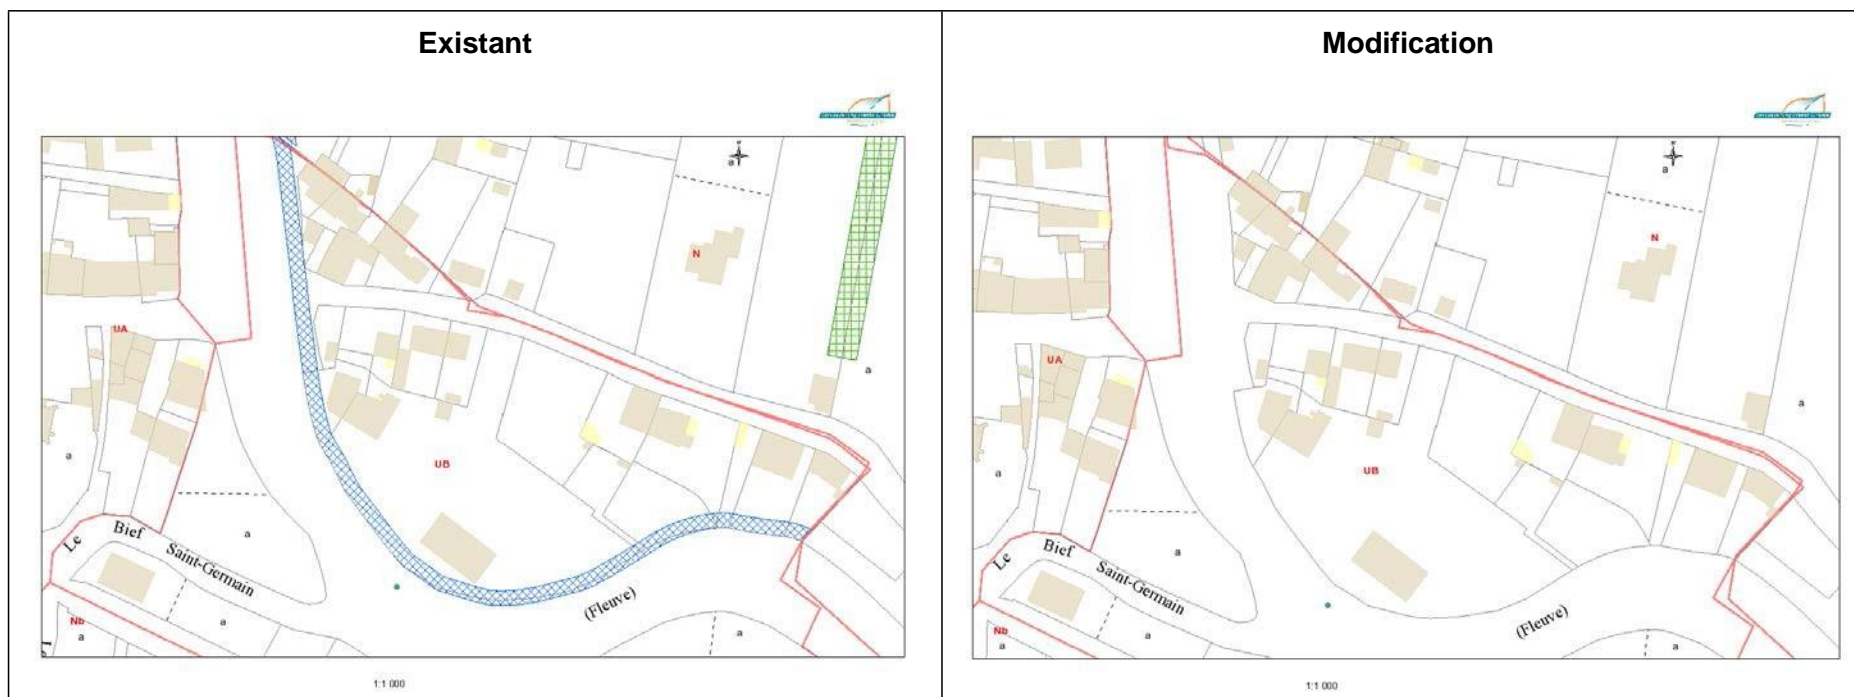 Existant
Modification
a
N
UA
a
a
UB
Le
Bief
Saint-Germain
a
(Fleuve)
Nb
a
a
a
1:1 000
a
N
UA
a
a
UB
Le
Bief
Saint-Germain
a
(Fleuve)
Nb
a
a
a
1:1 000